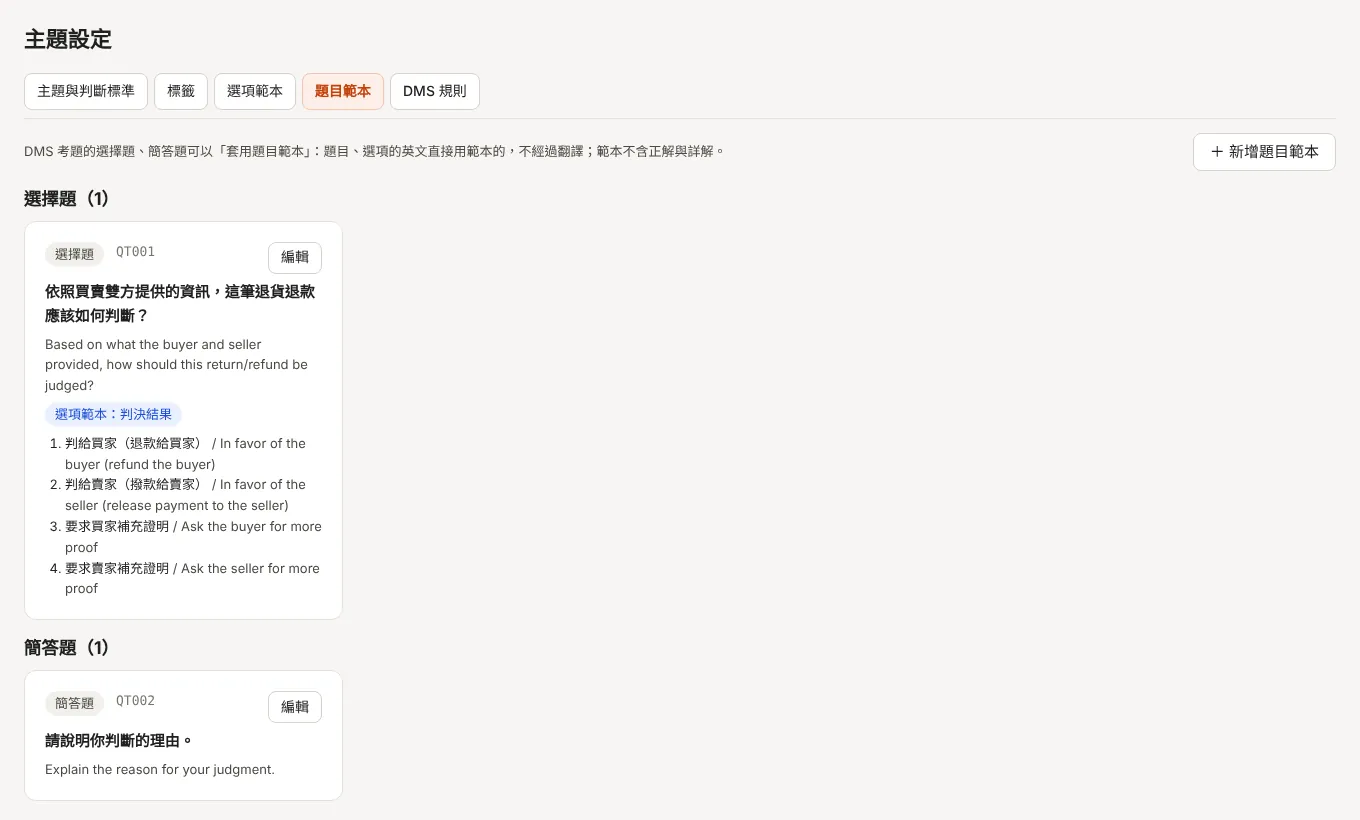 主題設定
主題與判斷標準 標籤 選項範本 題目範本 DMS 規則
DMS 考題的選擇題、簡答題可以「套用題目範本」：題目、選項的英文直接用範本的，不經過翻譯；範本不含正解與詳解。
＋ 新增題目範本
選擇題（1）
選擇題 QT001 編輯
依照買賣雙方提供的資訊，這筆退貨退款
應該如何判斷？
Based on what the buyer and seller
provided, how should this return/refund be
judged?
選項範本：判決結果
1. 判給買家（退款給買家） / In favor of the
buyer (refund the buyer)
2. 判給賣家（撥款給賣家） / In favor of the
seller (release payment to the seller)
3. 要求買家補充證明 / Ask the buyer for more
proof
4. 要求賣家補充證明 / Ask the seller for more
proof
簡答題（1）
簡答題 QT002 編輯
請說明你判斷的理由。
Explain the reason for your judgment.